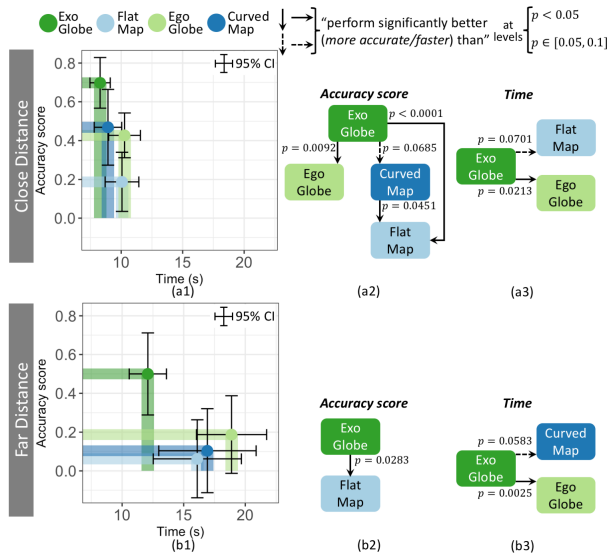 Exo Globe
Flat Map
Ego Globe
Curved Map
“perform significantly better
(more accurate/faster) than”
at levels
p < 0.05
p ∈ [0.05, 0.1]
Close Distance
Accuracy score
0.8
0.6
0.4
0.2
0.0
95% CI
10
15
20
Time (s)
(a1)
Accuracy score
Exo Globe
p < 0.0001
p = 0.0092
p = 0.0685
Ego Globe
Curved Map
p = 0.0451
Flat Map
(a2)
Time
p = 0.0701
Flat Map
Exo Globe
p = 0.0213
Ego Globe
(a3)
Far Distance
Accuracy score
0.8
0.6
0.4
0.2
0.0
95% CI
10
15
20
Time (s)
(b1)
Accuracy score
Exo Globe
p = 0.0283
Flat Map
(b2)
Time
p = 0.0583
Curved Map
Exo Globe
p = 0.0025
Ego Globe
(b3)